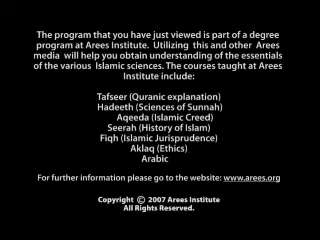 The program that you have just viewed is part of a degree
program at Arees Institute. Utilizing this and other Arees
media will help you obtain understanding of the essentials
of the various Islamic sciences. The courses taught at Arees
Institute include:
Tafseer (Quranic explanation)
Hadeeth (Sciences of Sunnah)
Aqeeda (Islamic Creed)
Seerah (History of Islam)
Fiqh (Islamic Jurisprudence)
Aklaq (Ethics)
Arabic
For further information please go to the website: www.arees.org
Copyright © 2007 Arees Institute
All Rights Reserved.